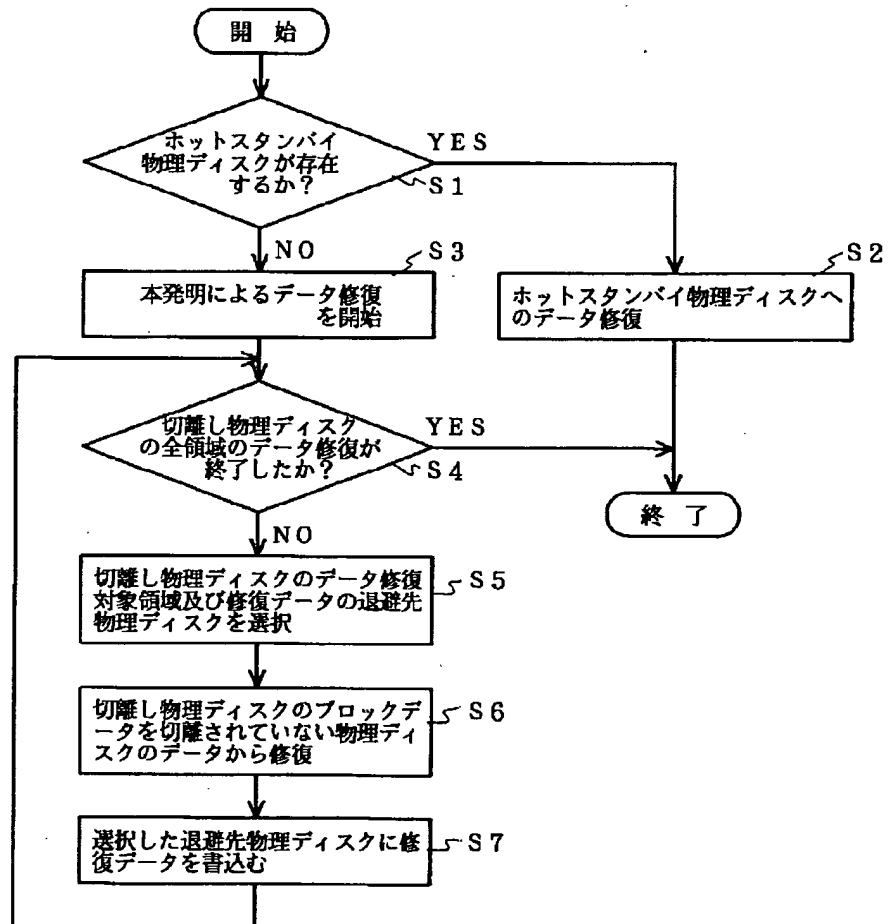 開 始
ホットスタンバイ
物理ディスクが存在
するか?
YES
S1
NO
S3
S2
本発明によるデータ修復
を開始
ホットスタンバイ物理ディスクへ
のデータ修復
切離し物理ディスク
の全領域のデータ修復が
終了したか?
YES
S4
終 了
NO
切離し物理ディスクのデータ修復
対象領域及び修復データの退避先
物理ディスクを選択
S5
切離し物理ディスクのブロックデ
ータを切離されていない物理ディ
スクのデータから修復
S6
選択した退避先物理ディスクに修
復データを書込む
S7